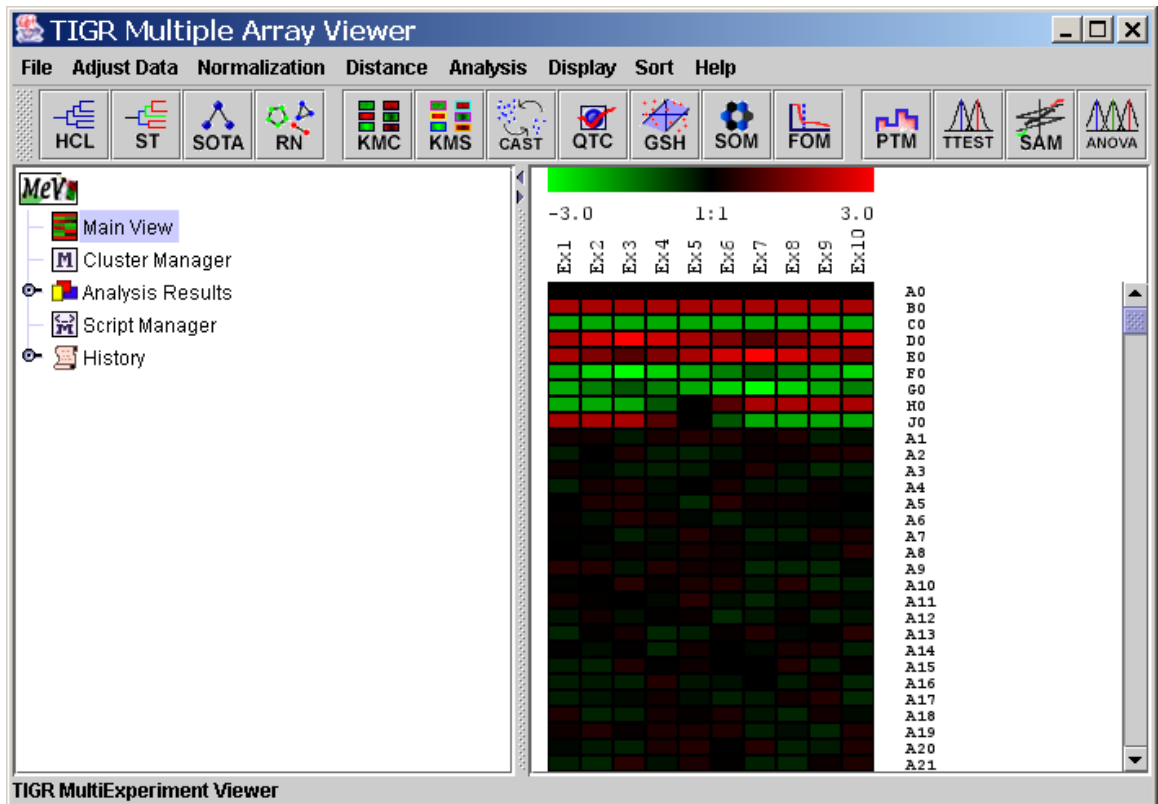 TIGR Multiple Array Viewer
File Adjust Data Normalization Distance Analysis Display Sort Help
HCL ST SOTA RN KMC KMS CAST QTC GSH SOM FOM PTM TTEST SAM ANOVA
MeV
Main View
M Cluster Manager
Analysis Results
M Script Manager
History
-3.0 1:1 3.0
Ex1 Ex2 Ex3 Ex4 Ex5 Ex6 Ex7 Ex8 Ex9 Ex10
A0
B0
C0
D0
E0
F0
G0
H0
J0
A1
A2
A3
A4
A5
A6
A7
A8
A9
A10
A11
A12
A13
A14
A15
A16
A17
A18
A19
A20
A21
TIGR MultiExperiment Viewer